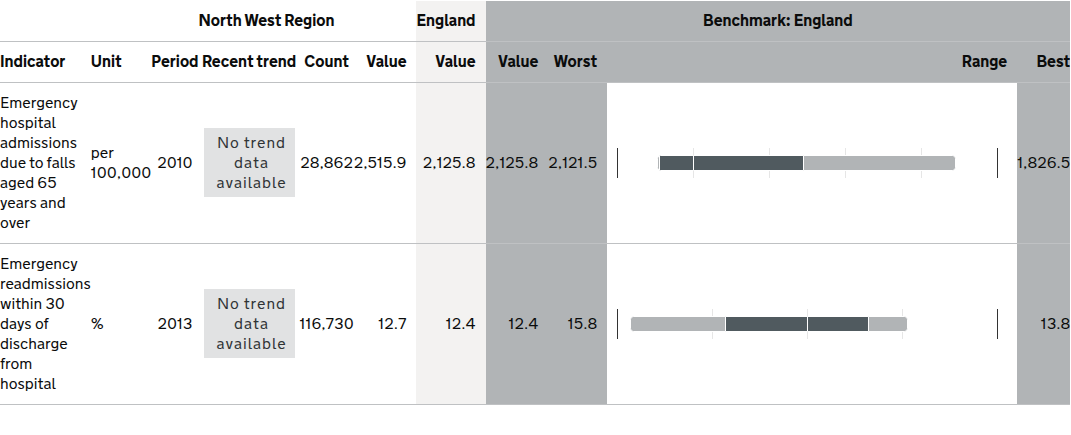 North West Region England Benchmark: England
Indicator Unit Period Recent trend Count Value Value Value Worst Range Best
Emergency
hospital
admissions
due to falls
aged 65
years and
over
per
100,000
2010
No trend
data
available
28,862 2,515.9 2,125.8 2,125.8 2,121.5 1,826.5
Emergency
readmissions
within 30
days of
discharge
from
hospital
%
2013
No trend
data
available
116,730 12.7 12.4 12.4 15.8 13.8